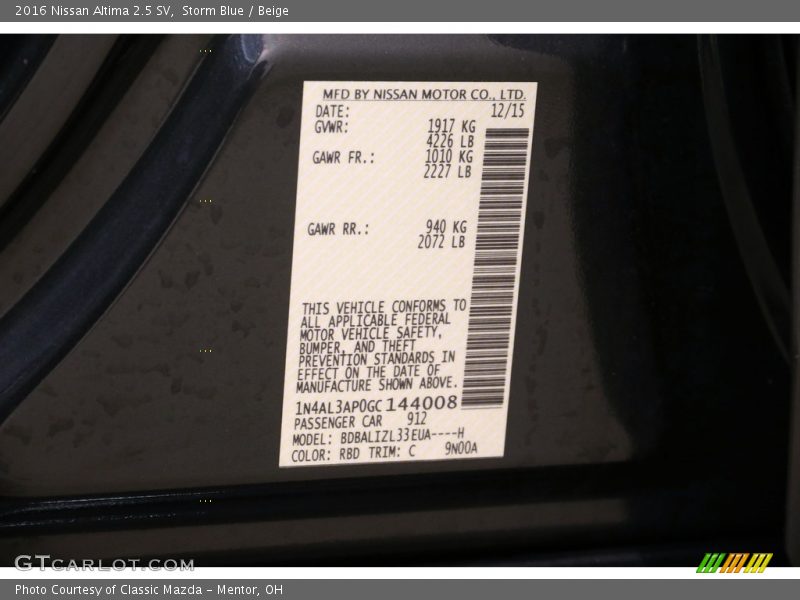 2016 Nissan Altima 2.5 SV,  Storm Blue / Beige
MFD BY NISSAN MOTOR CO., LTD.
DATE: 12/15
GVWR: 1917 KG
4226 LB
GAWR FR.: 1010 KG
2227 LB
GAWR RR.: 940 KG
2072 LB
THIS VEHICLE CONFORMS TO
ALL APPLICABLE FEDERAL
MOTOR VEHICLE SAFETY,
BUMPER, AND THEFT
PREVENTION STANDARDS IN
EFFECT ON THE DATE OF
MANUFACTURE SHOWN ABOVE.
1N4AL3AP0GC144008
PASSENGER CAR 912
MODEL: BDBALIZL33EUA----H
COLOR: RBD TRIM: C 9N00A
GTCARLOT.COM
Photo Courtesy of Classic Mazda - Mentor, OH